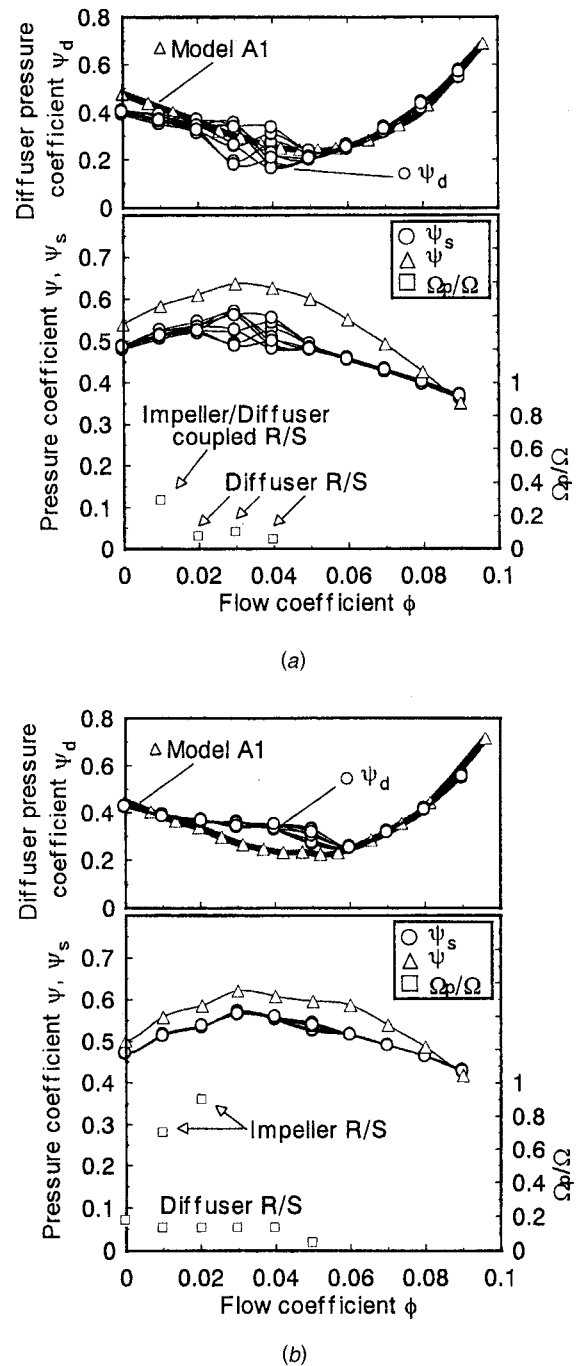 Diffuser pressure
coefficient ψd
0.8
0.6
0.4
0.2
0
△ Model A1
○ ψd
Pressure coefficient ψ, ψs
0.7
0.6
0.5
0.4
0.3
0.2
0.1
0
○ ψs
△ ψ
□ Ωp/Ω
Impeller/Diffuser
coupled R/S
Diffuser R/S
1
0.8
0.6
0.4
0.2
0
Ωp/Ω
0 0.02 0.04 0.06 0.08 0.1
Flow coefficient ϕ
(a)
Diffuser pressure
coefficient ψd
0.8
0.6
0.4
0.2
0
△ Model A1
○ ψd
Pressure coefficient ψ, ψs
0.7
0.6
0.5
0.4
0.3
0.2
0.1
0
○ ψs
△ ψ
□ Ωp/Ω
Impeller R/S
Diffuser R/S
1
0.8
0.6
0.4
0.2
0
Ωp/Ω
0 0.02 0.04 0.06 0.08 0.1
Flow coefficient ϕ
(b)